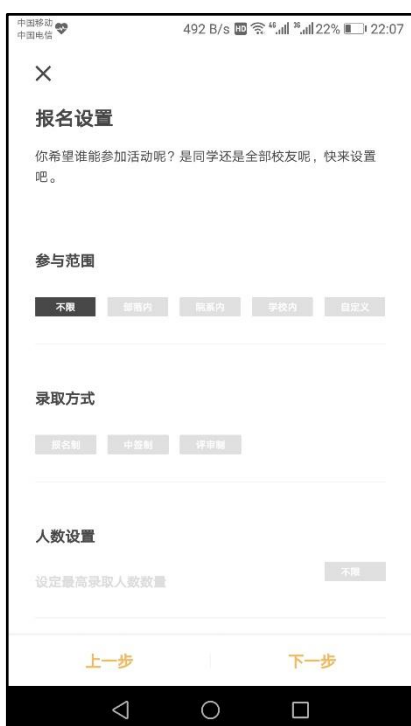 中国移动
中国电信
492 B/s HD 4G 3G 22% 22:07
报名设置
你希望谁能参加活动呢？是同学还是全部校友呢，快来设置
吧。
参与范围
不限 部落内 院系内 学校内 自定义
录取方式
报名制 中签制 评审制
人数设置
不限
设定最高录取人数数量
上一步 下一步